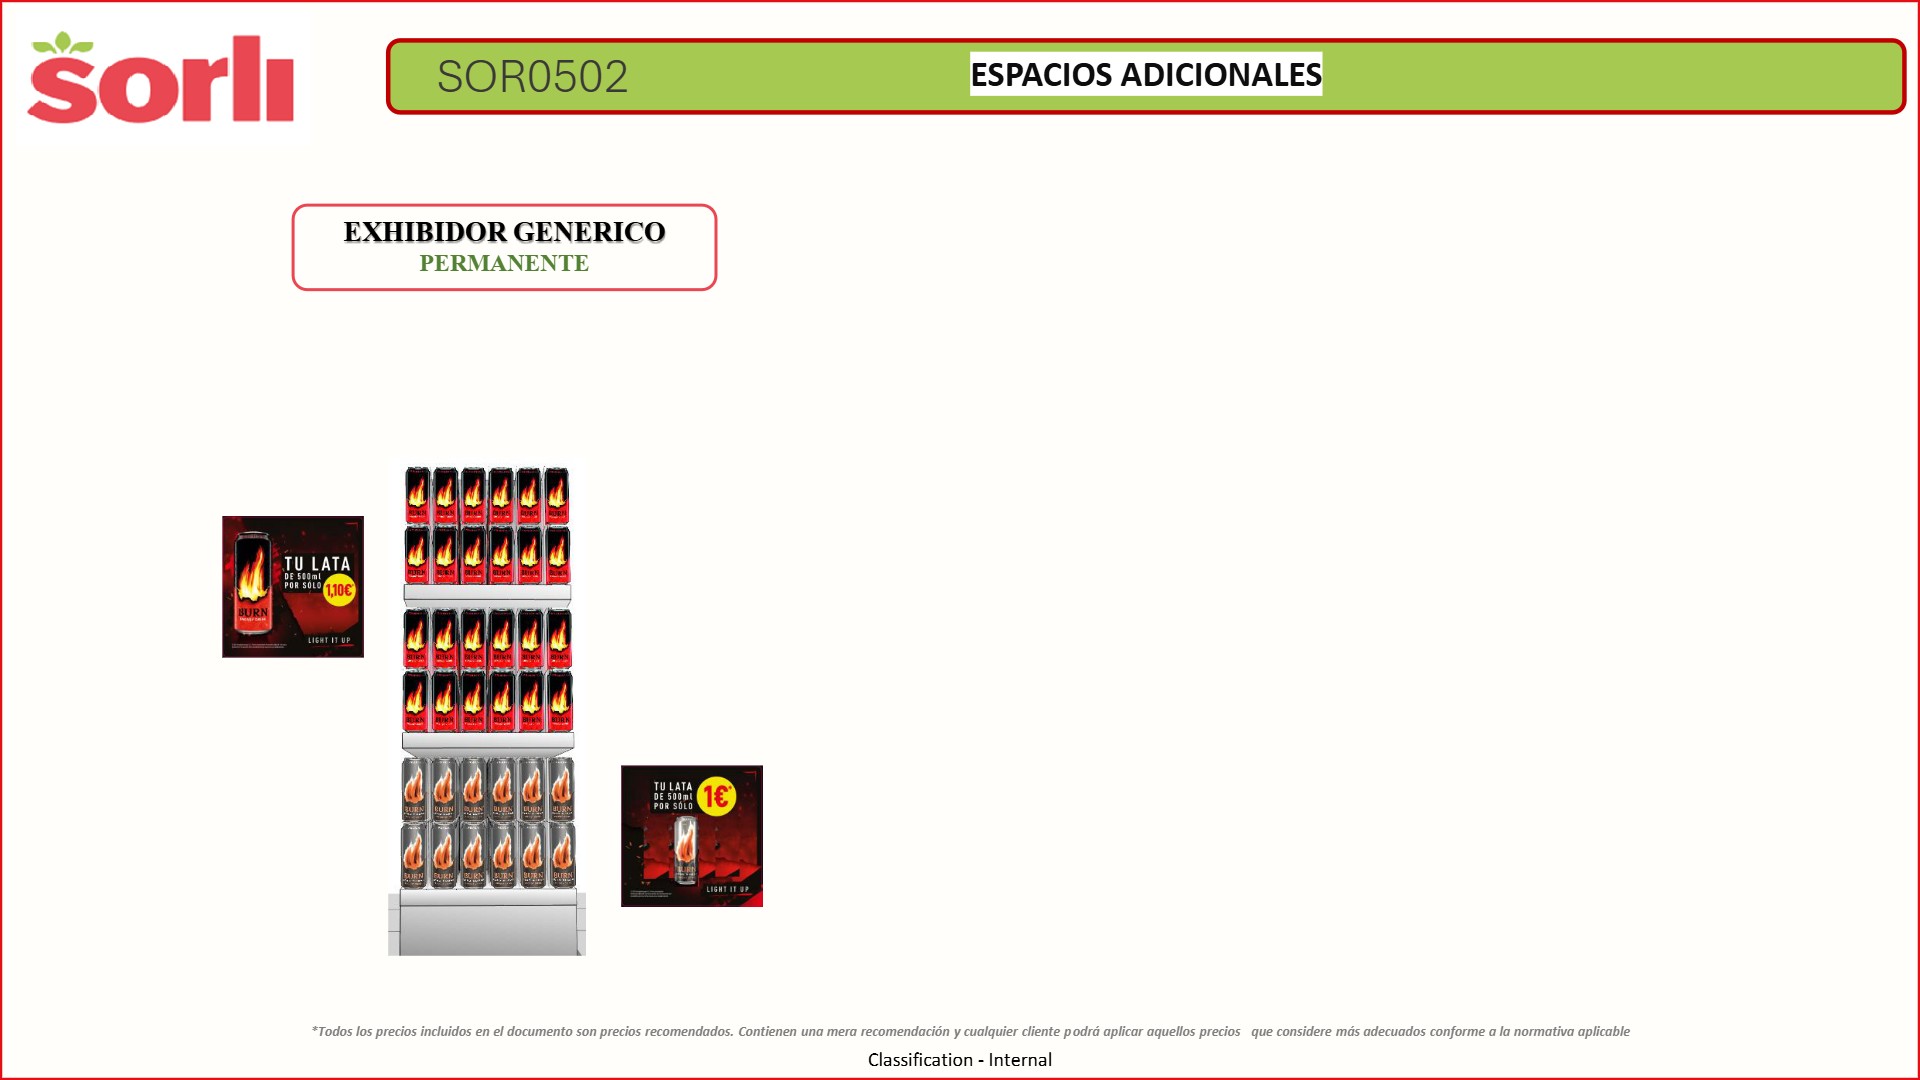 sorli
SOR0502
ESPACIOS ADICIONALES
EXHIBIDOR GENERICO
PERMANENTE
TU LATA
DE 500ml
POR SÓLO
1,10€*
BURN
LIGHT IT UP
TU LATA
DE 500ml
POR SÓLO
1€*
BURN
LIGHT IT UP
*Todos los precios incluidos en el documento son precios recomendados. Contienen una mera recomendación y cualquier cliente podrá aplicar aquellos precios que considere más adecuados conforme a la normativa aplicable
Classification - Internal